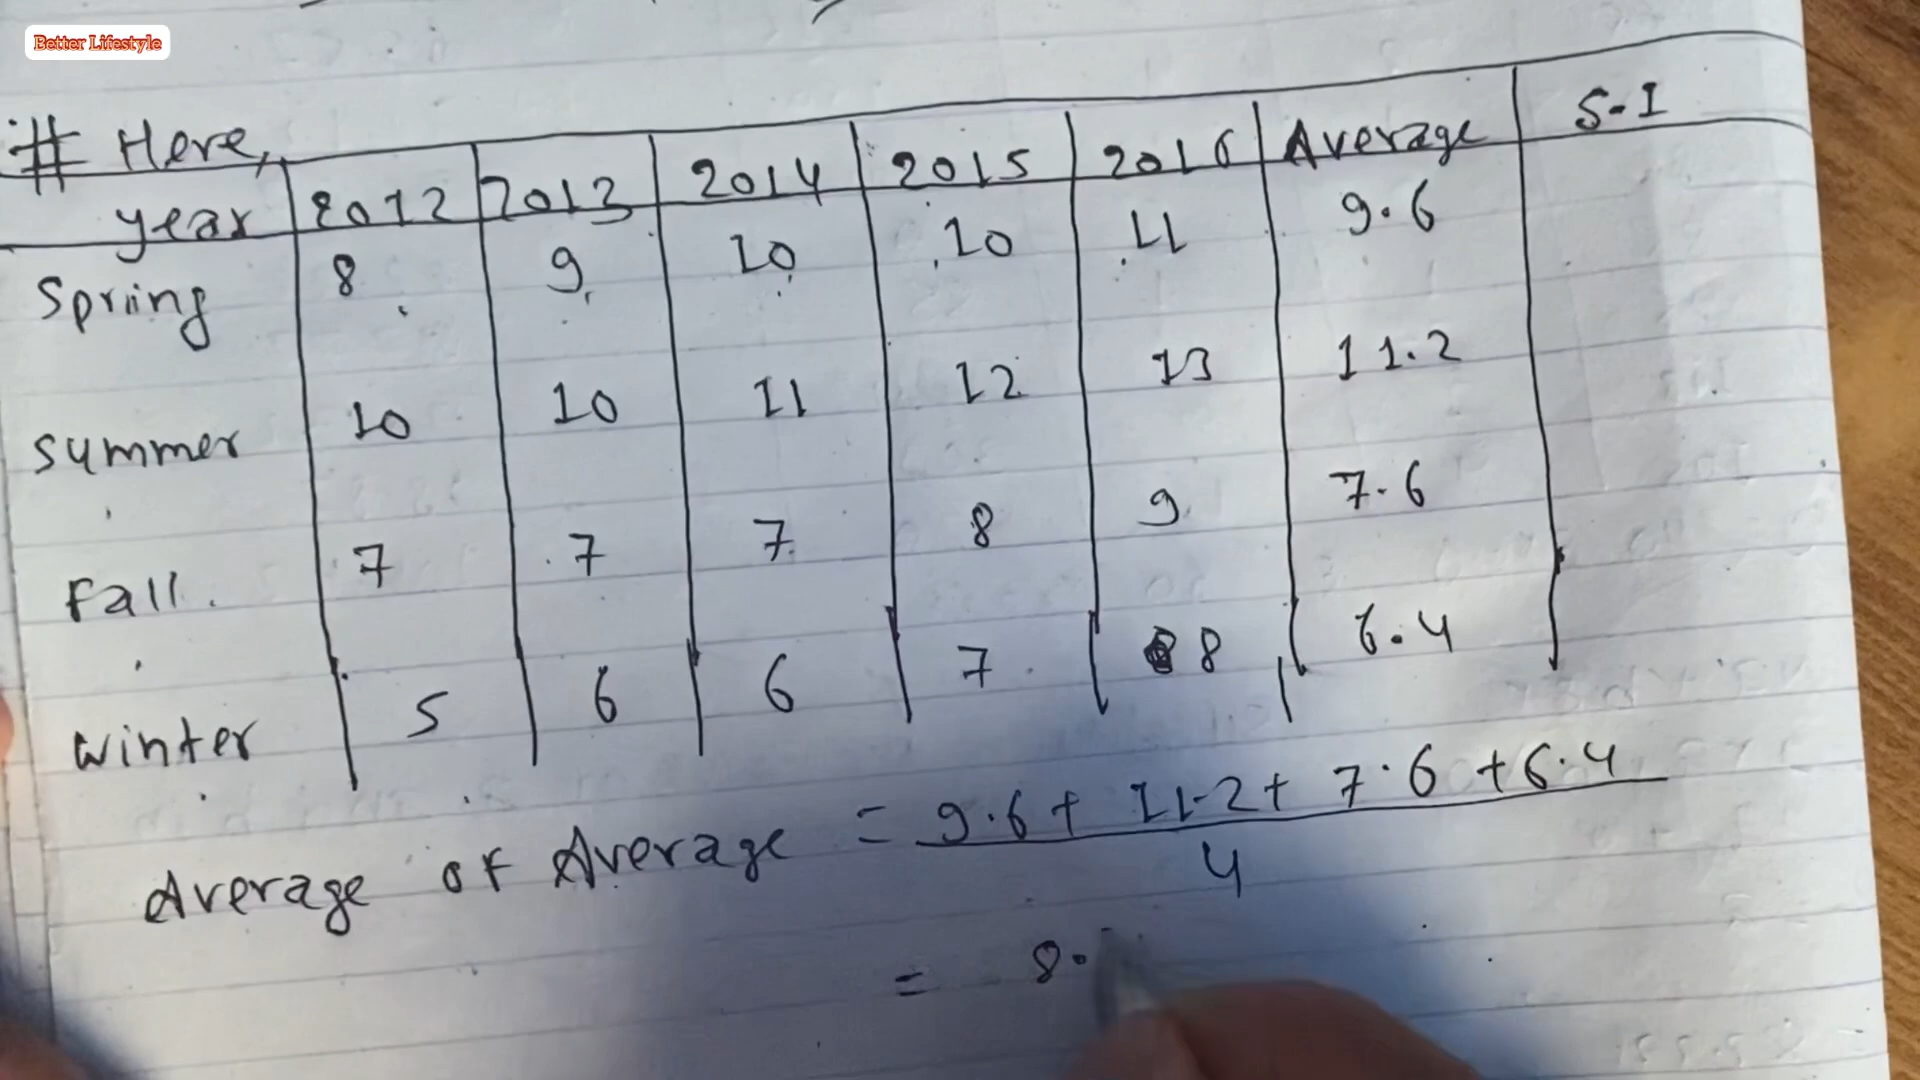 Better Lifestyle
# Here,
year 2012 2013 2014 2015 2016 Average S-I
Spriing 8 9 10 10 11 9.6
Summer 10 10 11 12 13 11.2
Fall. 7 7 7 8 9 7.6
Winter 5 6 6 7 8 6.4
Average of Average = 9.6 + 11.2 + 7.6 + 6.4
4
= 8.